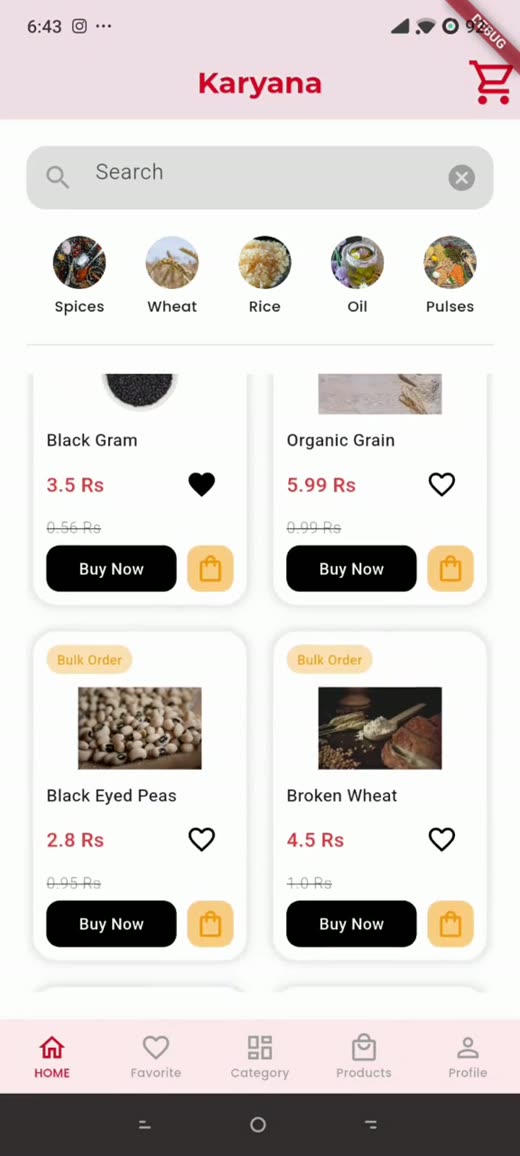 6:43
DEBUG
Karyana
Search
Spices Wheat Rice Oil Pulses
Black Gram Organic Grain
3.5 Rs 5.99 Rs
0.56 Rs 0.99 Rs
Buy Now Buy Now
Bulk Order Bulk Order
Black Eyed Peas Broken Wheat
2.8 Rs 4.5 Rs
0.95 Rs 1.0 Rs
Buy Now Buy Now
HOME Favorite Category Products Profile